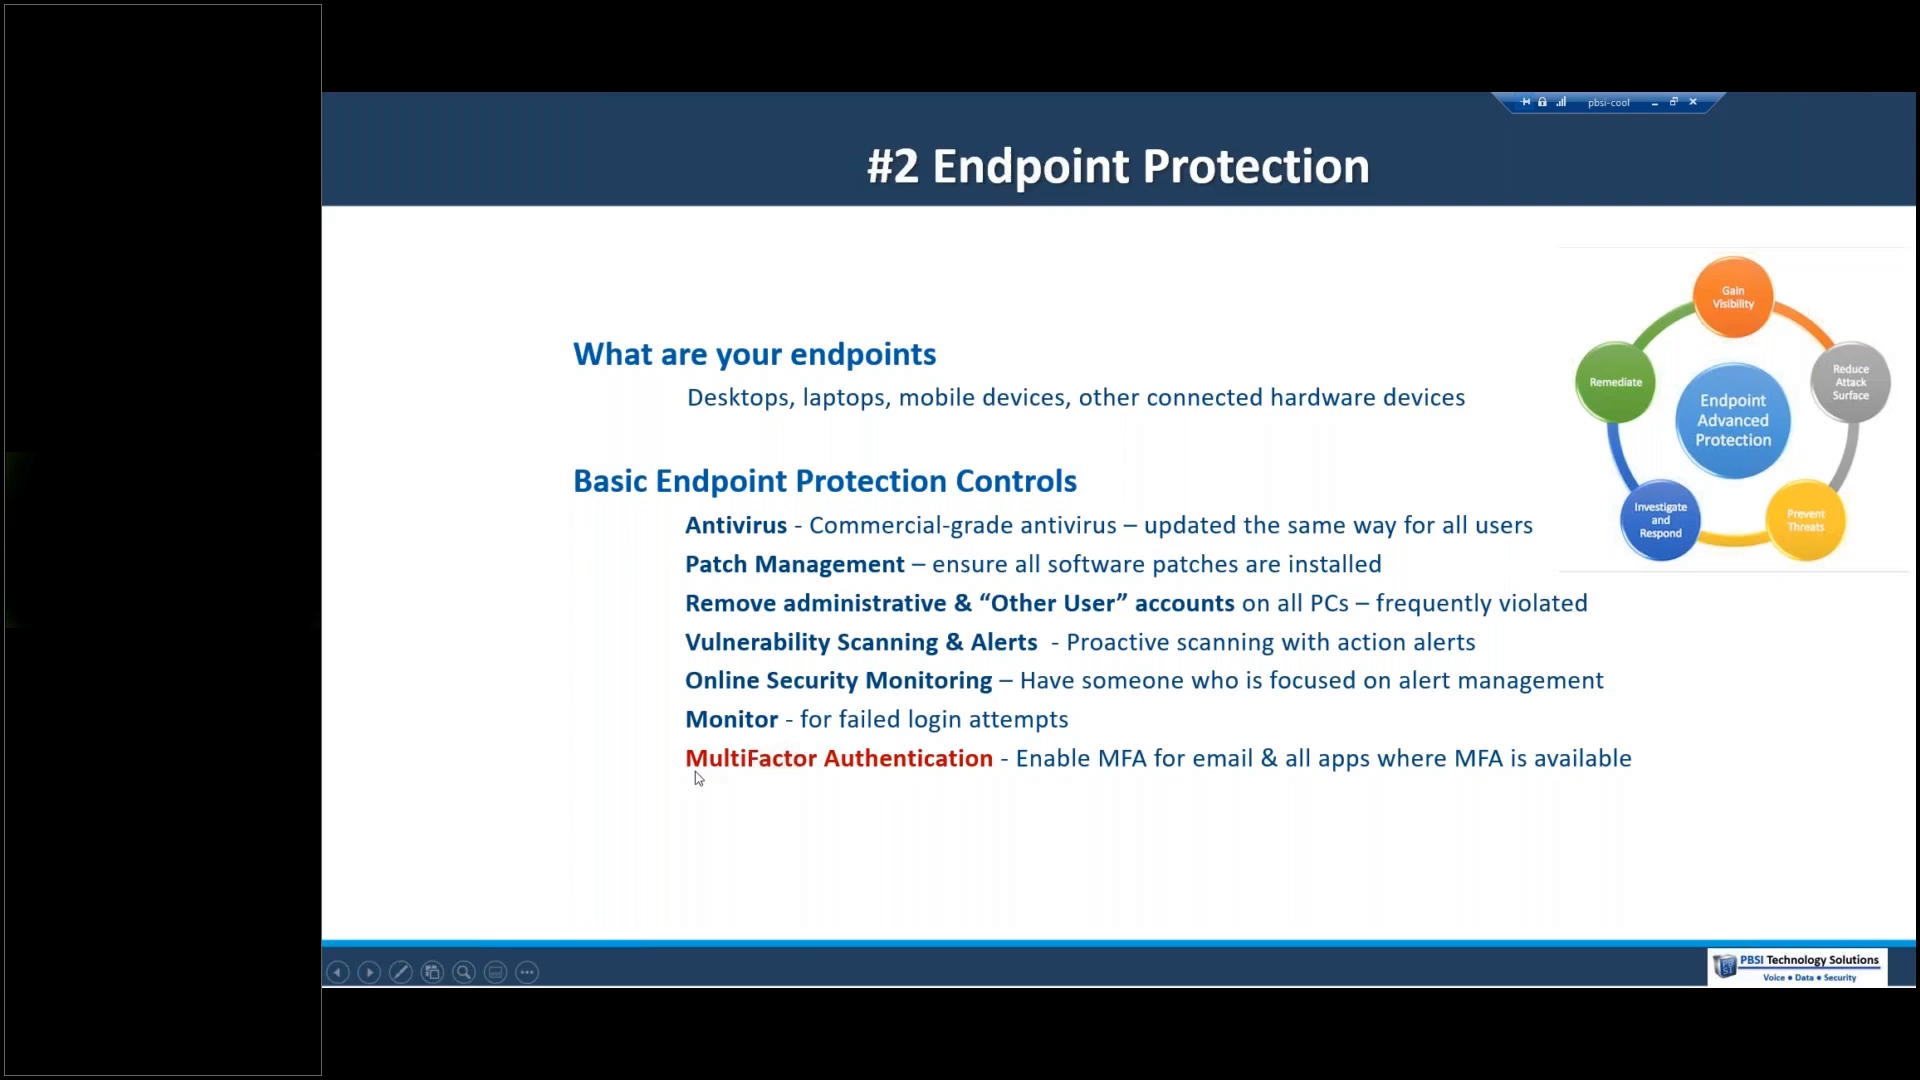 pbsi-cool
#2 Endpoint Protection
What are your endpoints
Desktops, laptops, mobile devices, other connected hardware devices
Basic Endpoint Protection Controls
Antivirus - Commercial-grade antivirus – updated the same way for all users
Patch Management – ensure all software patches are installed
Remove administrative & “Other User” accounts on all PCs – frequently violated
Vulnerability Scanning & Alerts - Proactive scanning with action alerts
Online Security Monitoring – Have someone who is focused on alert management
Monitor - for failed login attempts
MultiFactor Authentication - Enable MFA for email & all apps where MFA is available
Gain
Visibility
Reduce
Attack
Surface
Prevent
Threats
Investigate
and
Respond
Remediate
Endpoint
Advanced
Protection
PBSI Technology Solutions
Voice • Data • Security